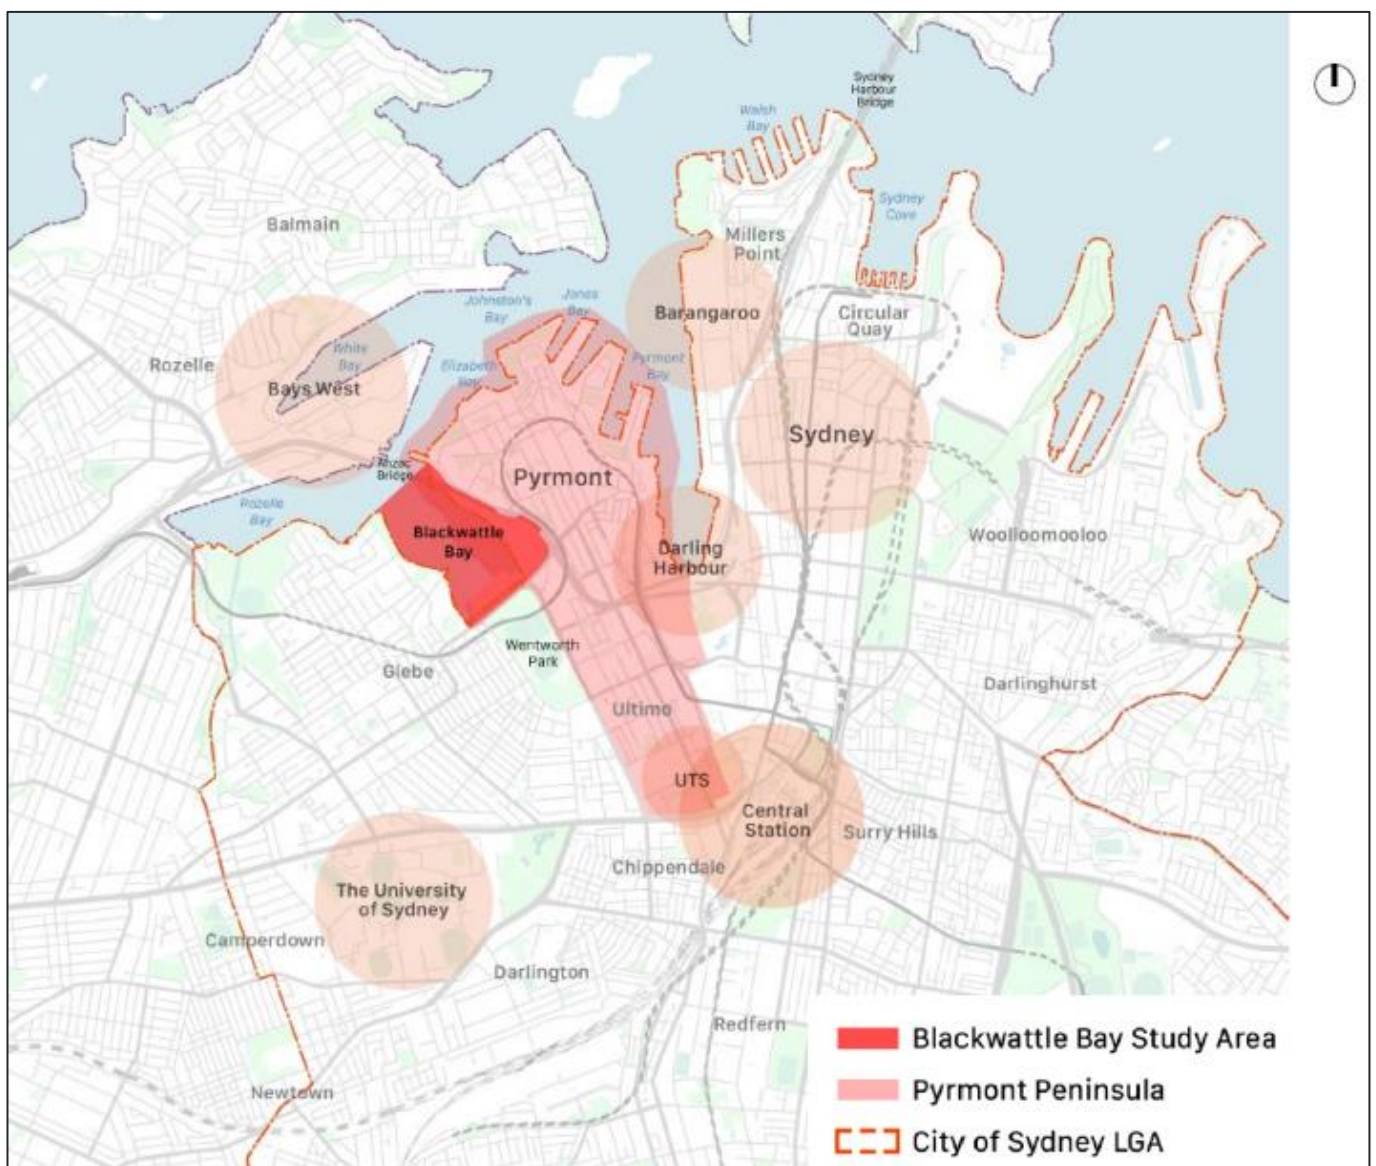 Sydney
Harbour
Bridge
Walsh
Bay
Sydney
Cove
Balmain
Millers
Point
Johnston's
Bay
Jones
Bay
Barangaroo
Circular
Quay
Rozelle
White
Bay
Elizabeth
Bay
Pyrmont
Bay
Bays West
Sydney
Anzac
Bridge
Pyrmont
Rozelle
Bay
Blackwattle
Bay
Darling
Harbour
Woolloomooloo
Wentworth
Park
Glebe
Darlinghurst
Ultimo
UTS
Central
Station
Surry Hills
Chippendale
The University
of Sydney
Camperdown
Darlington
Redfern
Newtown
Blackwattle Bay Study Area
Pyrmont Peninsula
City of Sydney LGA